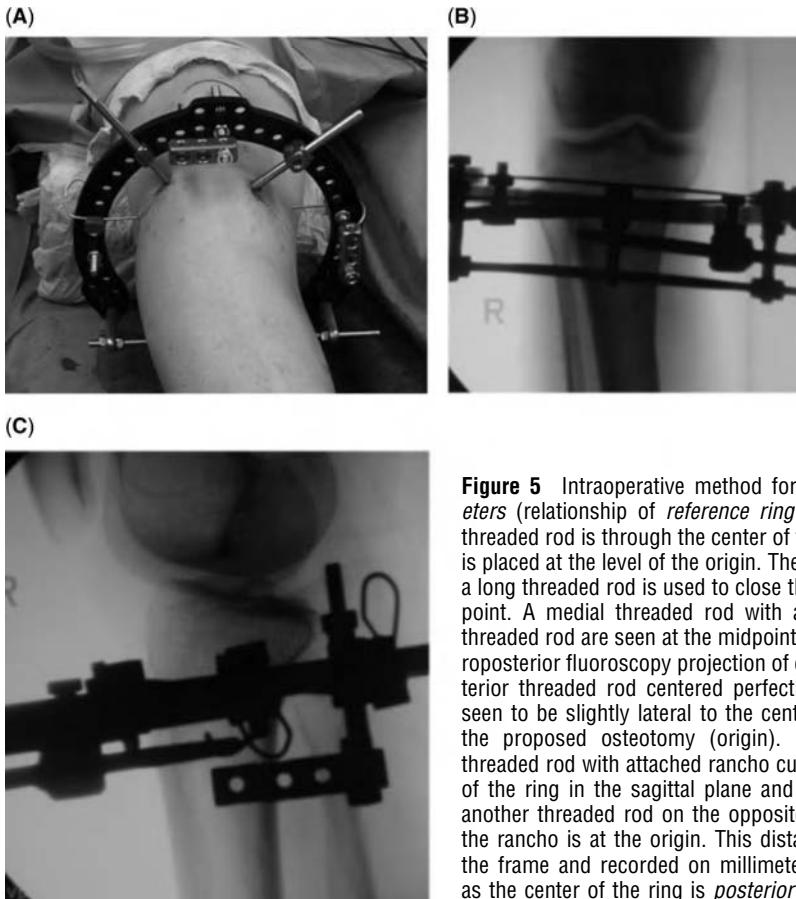 (A)
(B)
R
(C)
R
Figure 5 Intraoperative method for
eters (relationship of reference ring
threaded rod is through the center of
is placed at the level of the origin. The
a long threaded rod is used to close th
point. A medial threaded rod with a
threaded rod are seen at the midpoint
roposterior fluoroscopy projection of
terior threaded rod centered perfecti
seen to be slightly lateral to the cent
the proposed osteotomy (origin).
threaded rod with attached rancho cu
of the ring in the sagittal plane and
another threaded rod on the opposit
the rancho is at the origin. This dista
the frame and recorded on millimete
as the center of the ring is posterior